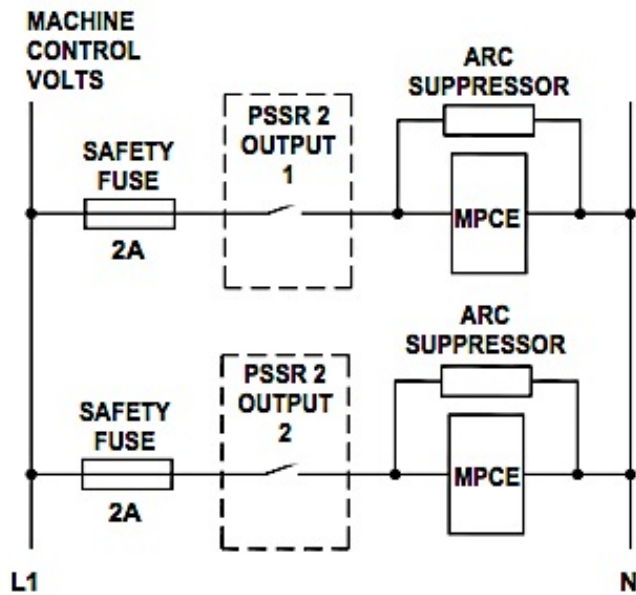 MACHINE
CONTROL
VOLTS
ARC
SUPPRESSOR
PSSR 2
OUTPUT
1
SAFETY
FUSE
2A
MPCE
ARC
SUPPRESSOR
PSSR 2
OUTPUT
2
SAFETY
FUSE
2A
MPCE
L1
N